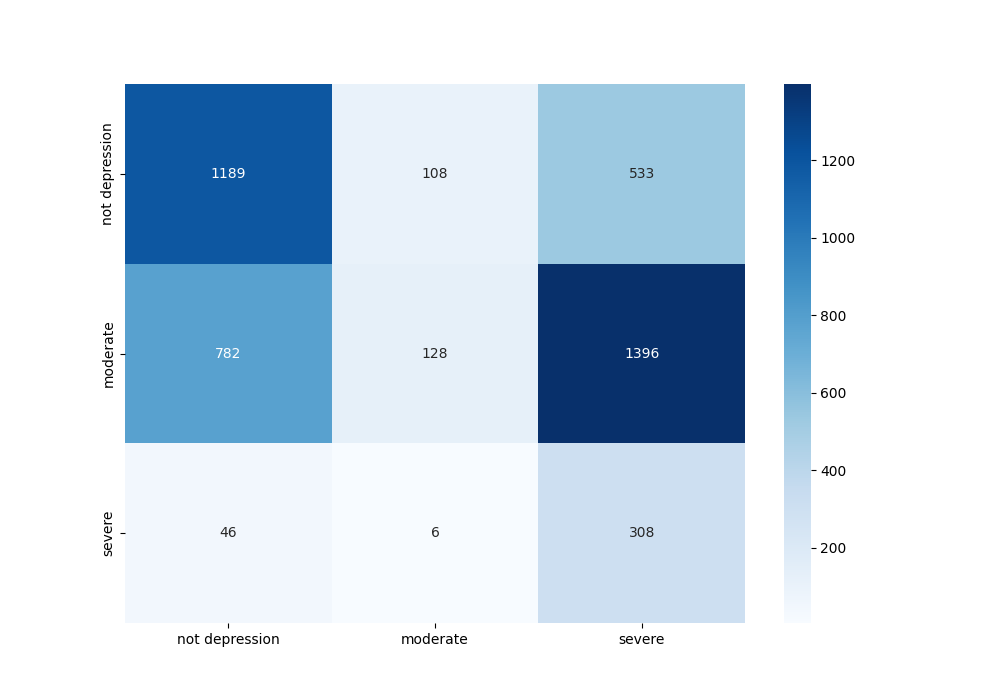 not depression
1189
108
533
1200
1000
moderate
782
128
1396
800
600
400
severe
46
6
308
200
not depression
moderate
severe